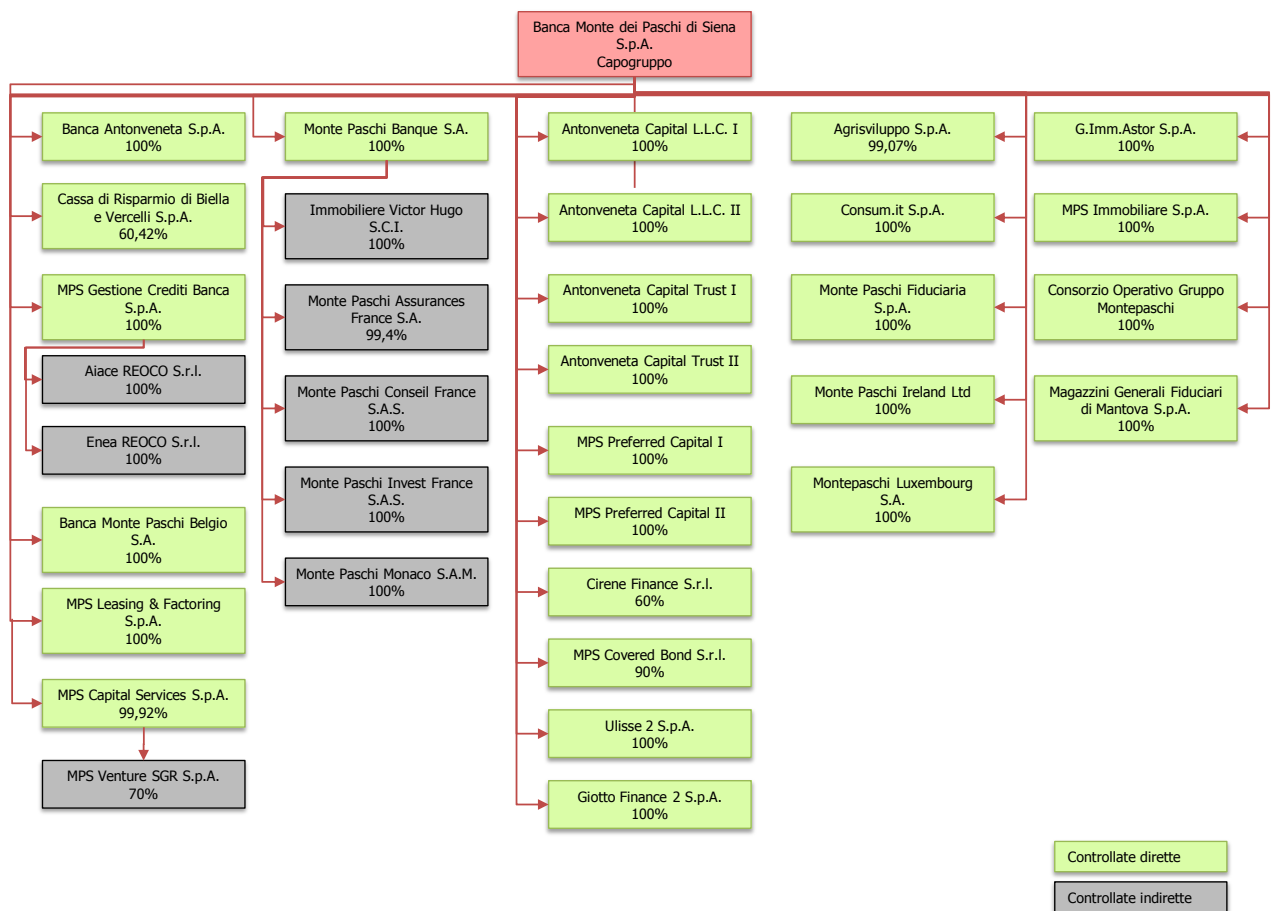 Banca Monte dei Paschi di Siena
S.p.A.
Capogruppo
Banca Antonveneta S.p.A.
100%
Cassa di Risparmio di Biella
e Vercelli S.p.A.
60,42%
MPS Gestione Crediti Banca
S.p.A.
100%
Aiace REOCO S.r.l.
100%
Enea REOCO S.r.l.
100%
Banca Monte Paschi Belgio
S.A.
100%
MPS Leasing & Factoring
S.p.A.
100%
MPS Capital Services S.p.A.
99,92%
MPS Venture SGR S.p.A.
70%
Monte Paschi Banque S.A.
100%
Immobiliere Victor Hugo
S.C.I.
100%
Monte Paschi Assurances
France S.A.
99,4%
Monte Paschi Conseil France
S.A.S.
100%
Monte Paschi Invest France
S.A.S.
100%
Monte Paschi Monaco S.A.M.
100%
Antonveneta Capital L.L.C. I
100%
Antonveneta Capital L.L.C. II
100%
Antonveneta Capital Trust I
100%
Antonveneta Capital Trust II
100%
MPS Preferred Capital I
100%
MPS Preferred Capital II
100%
Cirene Finance S.r.l.
60%
MPS Covered Bond S.r.l.
90%
Ulisse 2 S.p.A.
100%
Giotto Finance 2 S.p.A.
100%
Agrisviluppo S.p.A.
99,07%
Consum.it S.p.A.
100%
Monte Paschi Fiduciaria
S.p.A.
100%
Monte Paschi Ireland Ltd
100%
Montepaschi Luxembourg
S.A.
100%
G.Imm.Astor S.p.A.
100%
MPS Immobiliare S.p.A.
100%
Consorzio Operativo Gruppo
Montepaschi
100%
Magazzini Generali Fiduciari
di Mantova S.p.A.
100%
Controllate dirette
Controllate indirette